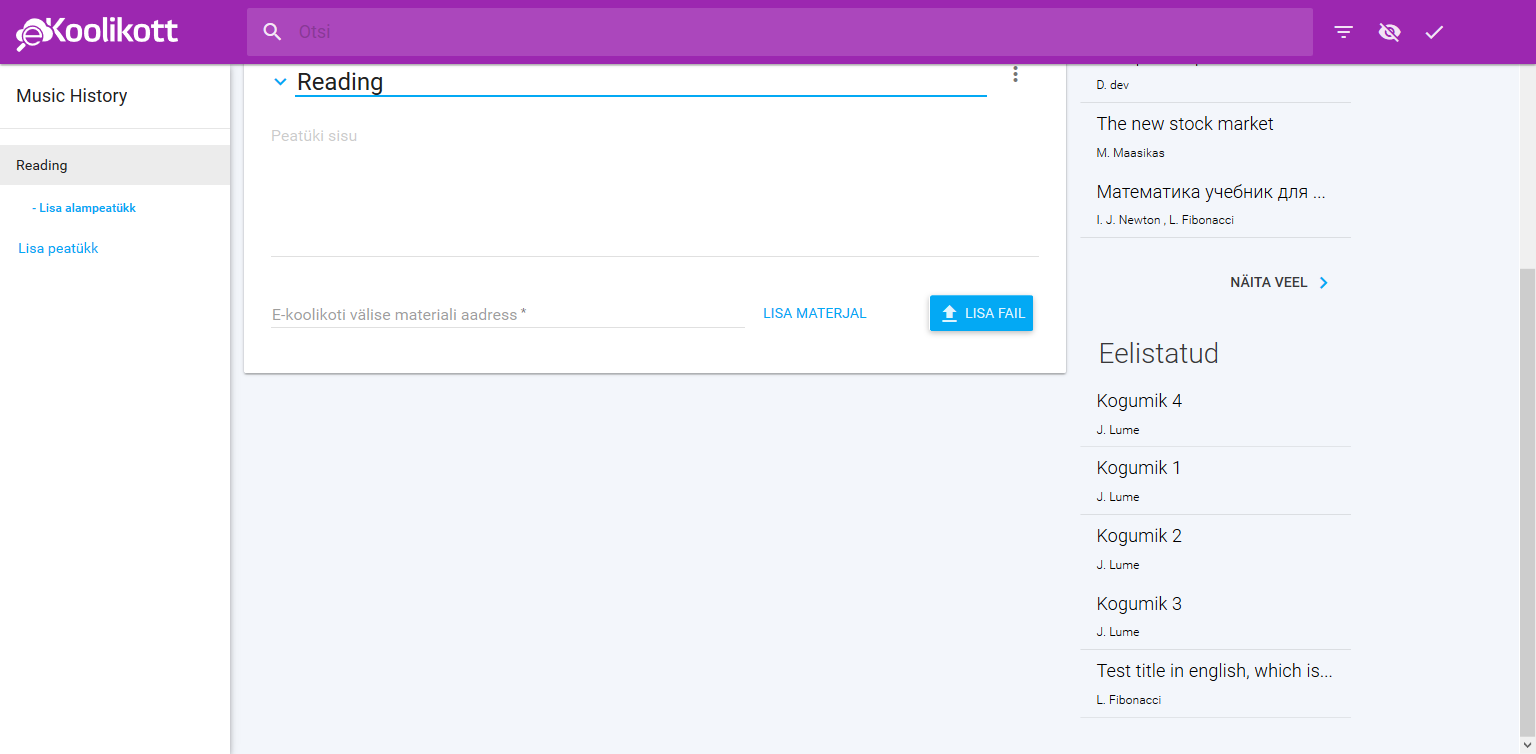 eKoolikott
Otsi
Music History
Reading
- Lisa alampeatükk
Lisa peatükk
Reading
Peatüki sisu
E-koolikoti välise materiali aadress *
LISA MATERJAL
LISA FAIL
D. dev
The new stock market
M. Maasikas
Математика учебник для ...
I. J. Newton , L. Fibonacci
NÄITA VEEL
Eelistatud
Kogumik 4
J. Lume
Kogumik 1
J. Lume
Kogumik 2
J. Lume
Kogumik 3
J. Lume
Test title in english, which is...
L. Fibonacci